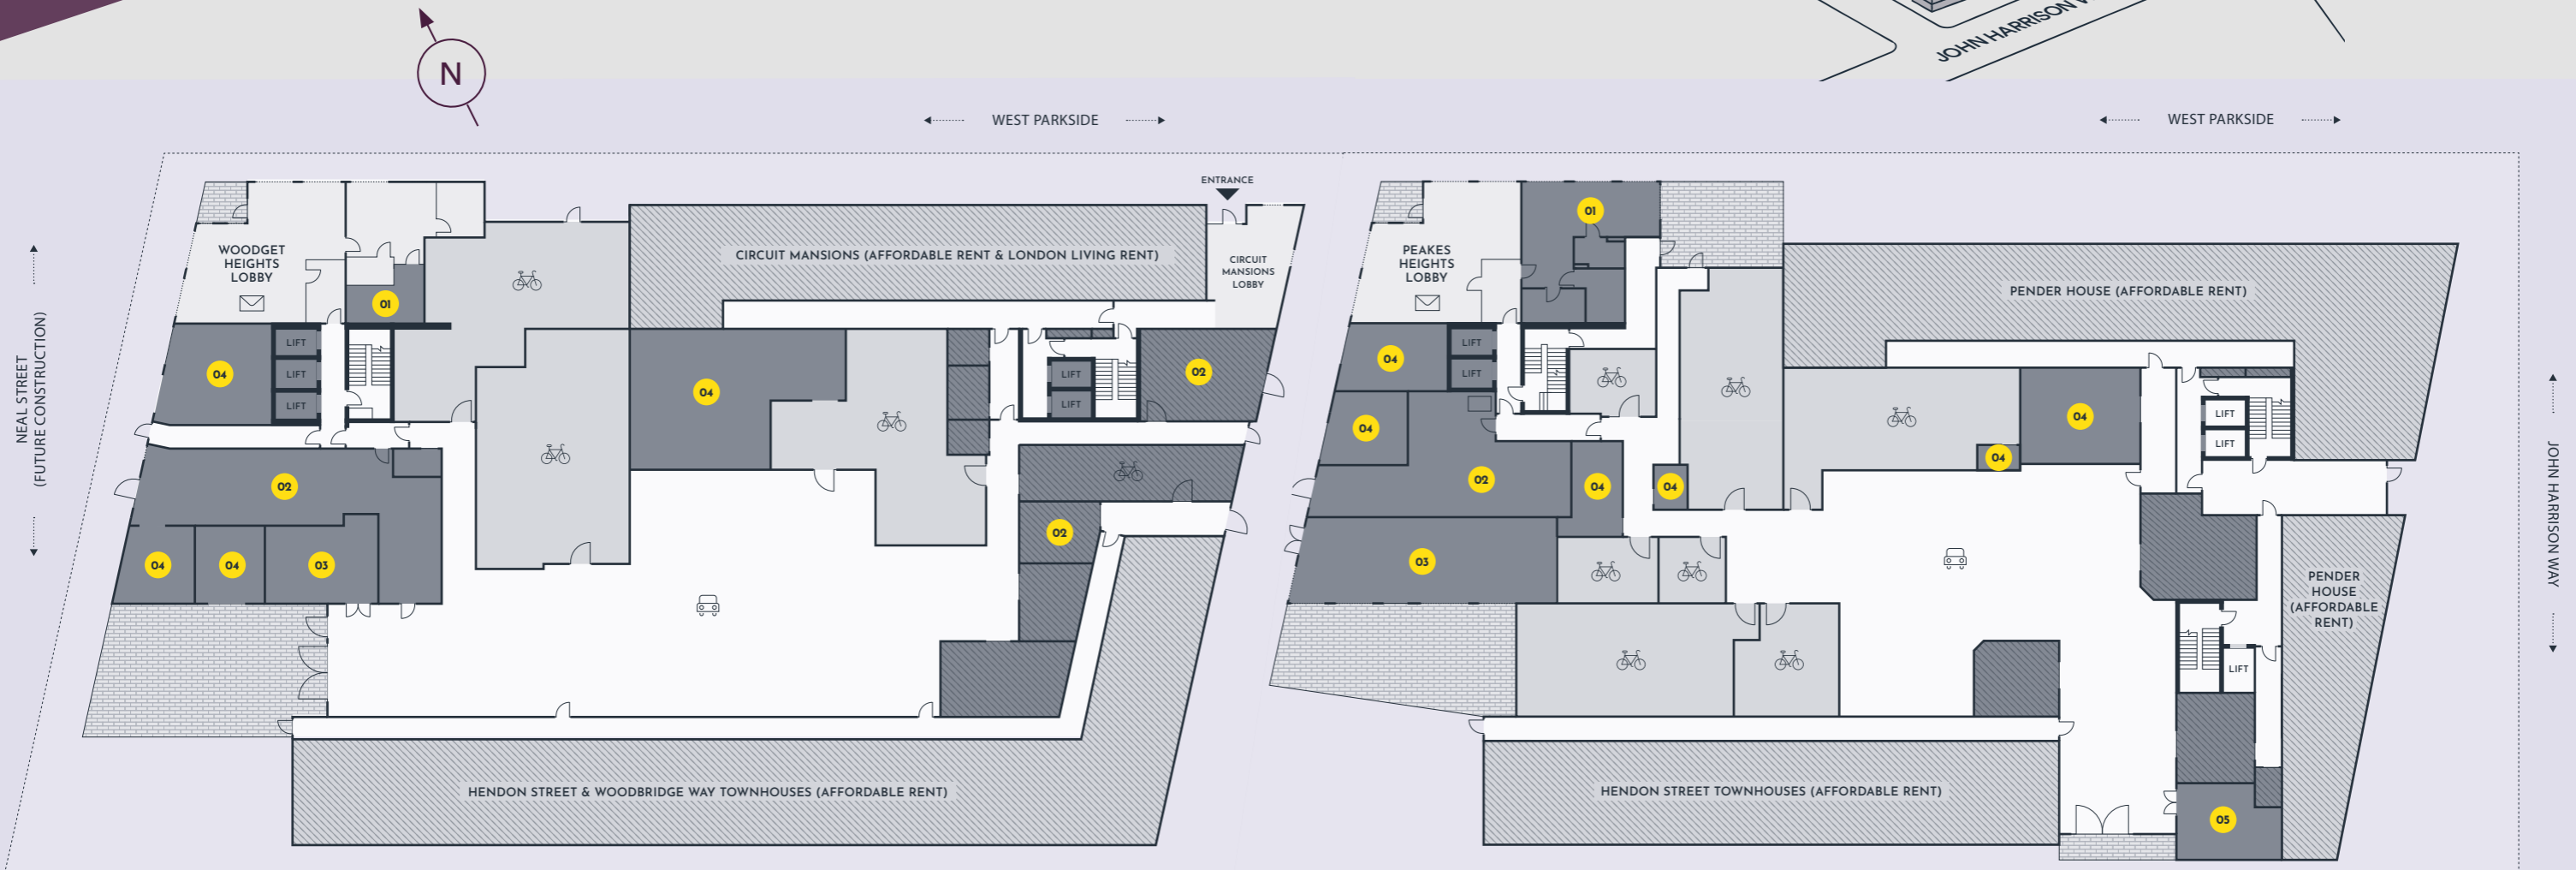 JOHN HARRISON
N
WEST PARKSIDE
WEST PARKSIDE
ENTRANCE
NEAL STREET
(FUTURE CONSTRUCTION)
WOODGET
HEIGHTS
LOBBY
01
04
LIFT
LIFT
LIFT
02
04
04
03
CIRCUIT MANSIONS (AFFORDABLE RENT & LONDON LIVING RENT)
CIRCUIT
MANSIONS
LOBBY
04
LIFT
LIFT
02
02
HENDON STREET & WOODBRIDGE WAY TOWNHOUSES (AFFORDABLE RENT)
PEAKES
HEIGHTS
LOBBY
01
04
LIFT
LIFT
04
02
04
04
03
PENDER HOUSE (AFFORDABLE RENT)
04
04
LIFT
LIFT
PENDER
HOUSE
(AFFORDABLE
RENT)
LIFT
05
HENDON STREET TOWNHOUSES (AFFORDABLE RENT)
JOHN HARRISON WAY